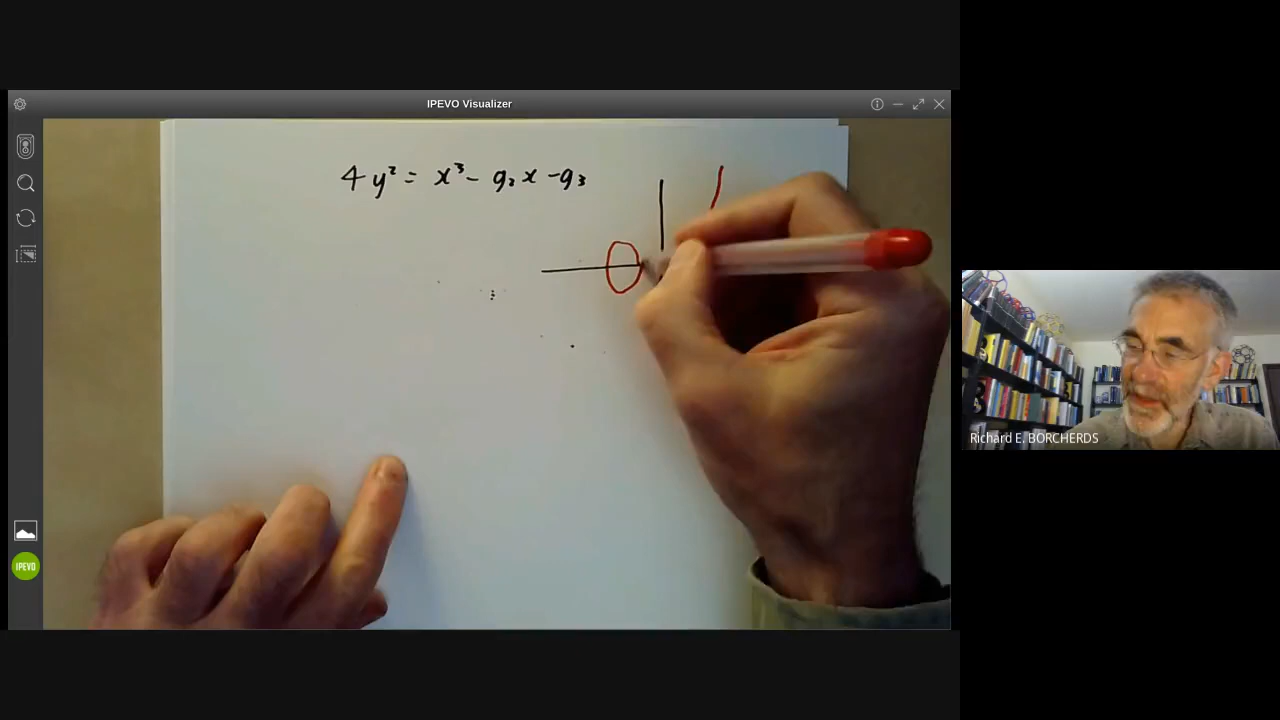 IPEVO Visualizer
4y² = x³ - g₂x - g₃
IPEVO
Richard E. BORCHERDS